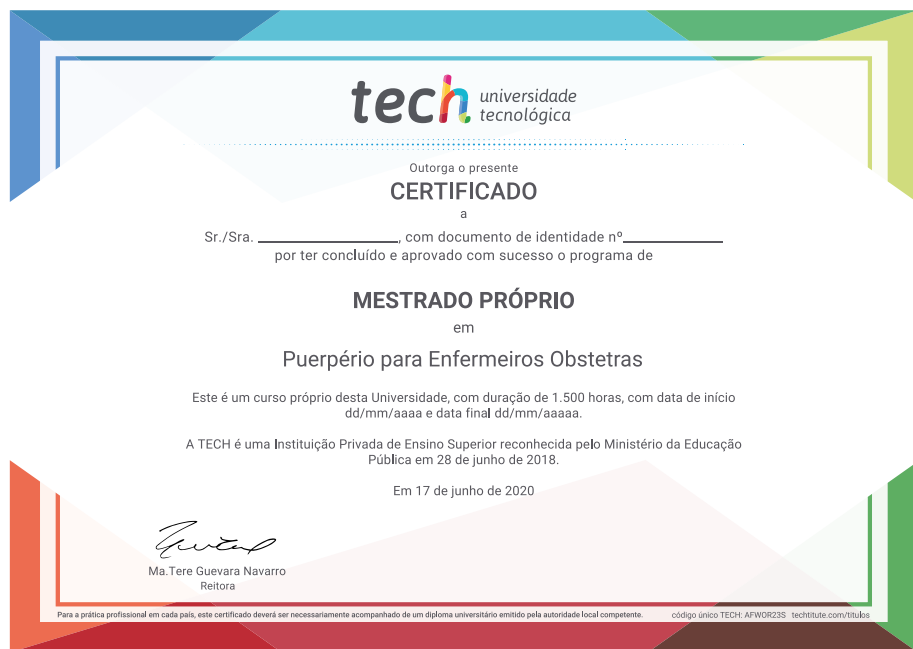 tech universidade
tecnológica
Outorga o presente
CERTIFICADO
a
Sr./Sra. ____________________, com documento de identidade nº______________
por ter concluído e aprovado com sucesso o programa de
MESTRADO PRÓPRIO
em
Puerpério para Enfermeiros Obstetras
Este é um curso próprio desta Universidade, com duração de 1.500 horas, com data de início
dd/mm/aaaa e data final dd/mm/aaaaa.
A TECH é uma Instituição Privada de Ensino Superior reconhecida pelo Ministério da Educação
Pública em 28 de junho de 2018.
Em 17 de junho de 2020
Ma.Tere Guevara Navarro
Reitora
Para a prática profissional em cada país, este certificado deverá ser necessariamente acompanhado de um diploma universitário emitido pela autoridade local competente. código único TECH: AFWOR23S techtitute.com/titulos